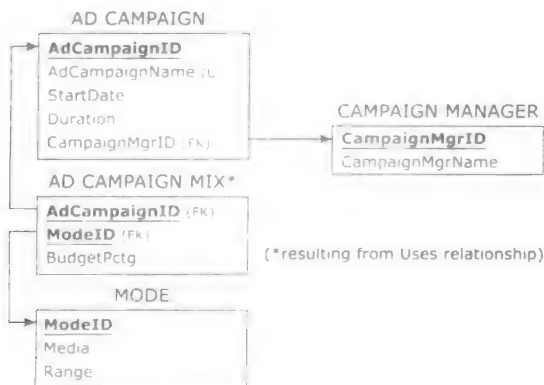 AD CAMPAIGN
AdCampaignID
AdCampaignName (U
StartDate
Duration
CampaignMgrID (FK)
CAMPAIGN MANAGER
CampaignMgrID
CampaignMgrName
AD CAMPAIGN MIX*
AdCampaignID (FK)
ModeID (FK)
BudgetPctg
(*resulting from Uses relationship)
MODE
ModeID
Media
Range